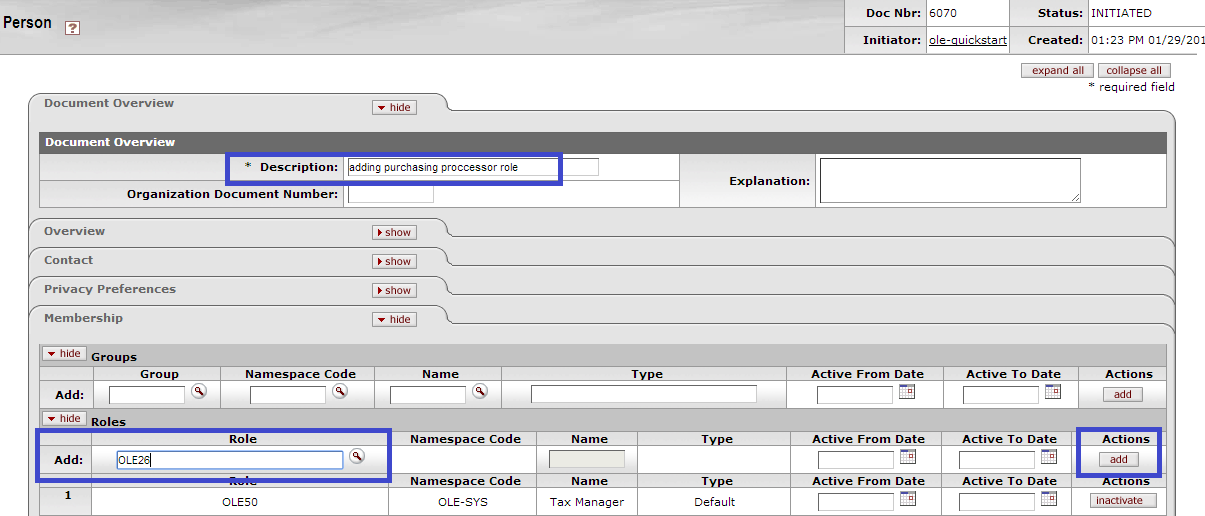 Person ?
Doc Nbr: 6070 Status: INITIATED
Initiator: ole-quickstart Created: 01:23 PM 01/29/201
expand all collapse all
* required field
Document Overview hide
Document Overview
* Description: adding purchasing proccessor role
Explanation:
Organization Document Number:
Overview show
Contact show
Privacy Preferences show
Membership hide
hide Groups
Group Namespace Code Name Type Active From Date Active To Date Actions
Add: add
hide Roles
Role Namespace Code Name Type Active From Date Active To Date Actions
Add: OLE26 add
Role Namespace Code Name Type Active From Date Active To Date Actions
1 OLE50 OLE-SYS Tax Manager Default inactivate